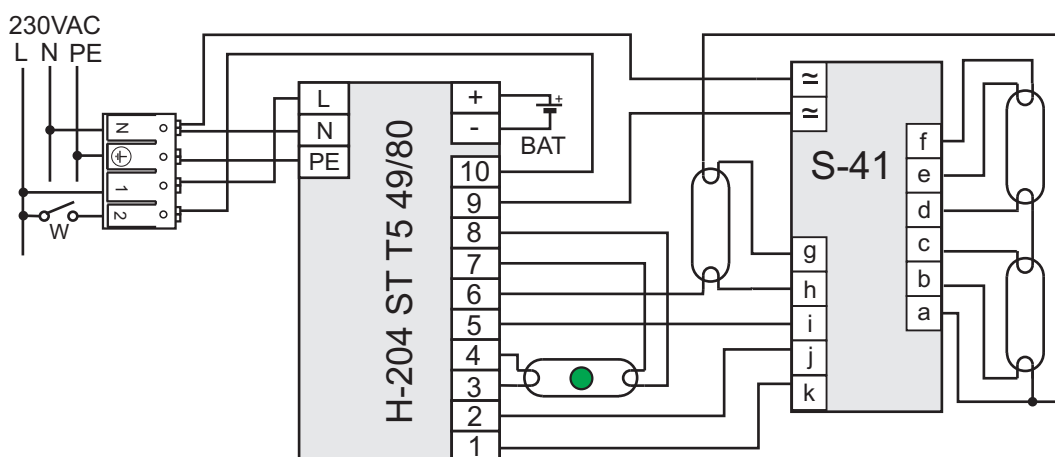 230VAC
L N PE
N
1
2
W
L
N
PE
H-204 ST T5 49/80
+
-
10
9
8
7
6
5
4
3
2
1
+
BAT
≃
≃
S-41
g
h
i
j
k
f
e
d
c
b
a